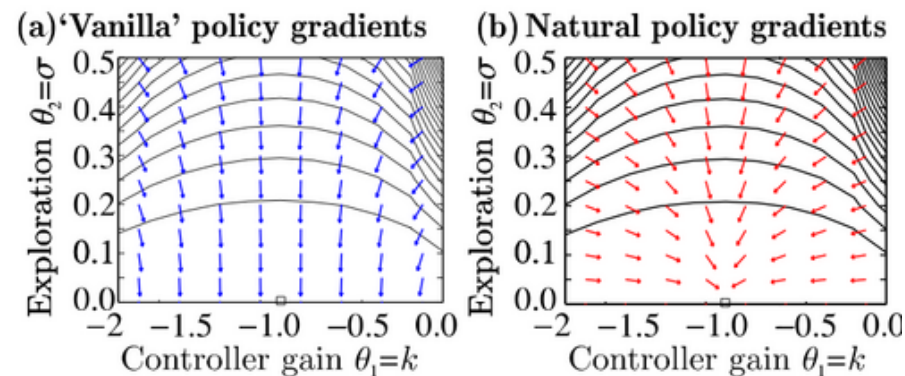 (a) 'Vanilla' policy gradients
(b) Natural policy gradients
Exploration θ₂=σ
0.5
0.4
0.3
0.2
0.1
0.0
−2 −1.5 −1.0 −0.5 0.0
Controller gain θ₁=k
Exploration θ₂=σ
0.5
0.4
0.3
0.2
0.1
0.0
−2 −1.5 −1.0 −0.5 0.0
Controller gain θ₁=k